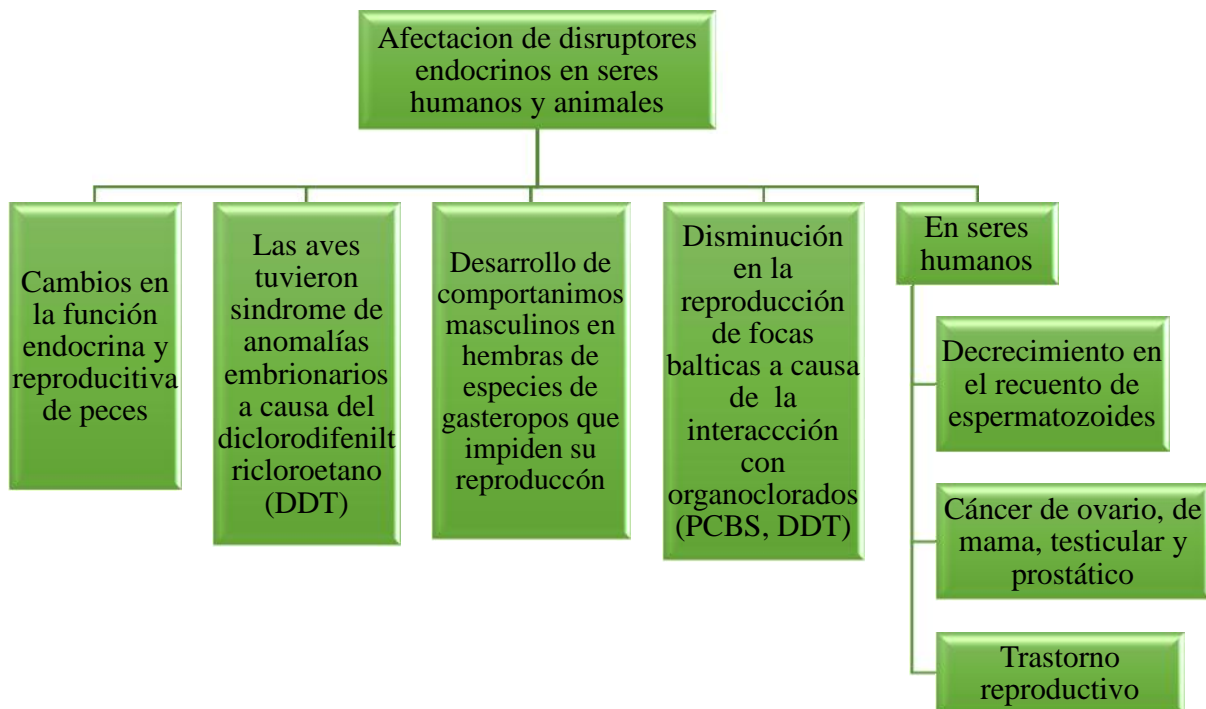 Afectacion de disruptores
endocrinos en seres
humanos y animales
Cambios en
la función
endocrina y
reproducitiva
de peces
Las aves
tuvieron
sindrome de
anomalías
embrionarios
a causa del
diclorodifenilt
ricloroetano
(DDT)
Desarrollo de
comportanimos
masculinos en
hembras de
especies de
gasteropos que
impiden su
reproduccón
Disminución
en la
reproducción
de focas
balticas a causa
de la
interaccción
con
organoclorados
(PCBS, DDT)
En seres
humanos
Decrecimiento en
el recuento de
espermatozoides
Cáncer de ovario, de
mama, testicular y
prostático
Trastorno
reproductivo